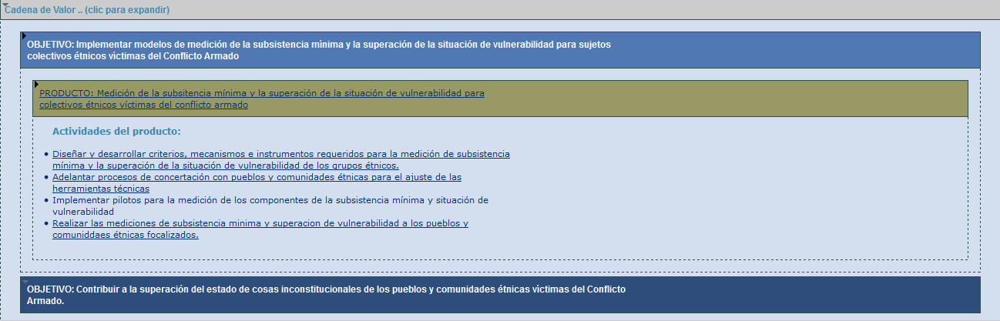 Cadena de Valor .. (clic para expandir)
OBJETIVO: Implementar modelos de medición de la subsistencia mínima y la superación de la situación de vulnerabilidad para sujetos
colectivos étnicos víctimas del Conflicto Armado
PRODUCTO: Medición de la subsitencia mínima y la superación de la situación de vulnerabilidad para
colectivos étnicos víctimas del conflicto armado
Actividades del producto:
• Diseñar y desarrollar criterios, mecanismos e instrumentos requeridos para la medición de subsistencia
mínima y la superación de la situación de vulnerabilidad de los grupos étnicos.
• Adelantar procesos de concertación con pueblos y comunidades étnicas para el ajuste de las
herramientas técnicas
• Implementar pilotos para la medición de los componentes de la subsistencia mínima y situación de
vulnerabilidad
• Realizar las mediciones de subsistencia minima y superacion de vulnerabilidad a los pueblos y
comuniddaes étnicas focalizados.
OBJETIVO: Contribuir a la superación del estado de cosas inconstitucionales de los pueblos y comunidades étnicas víctimas del Conflicto
Armado.